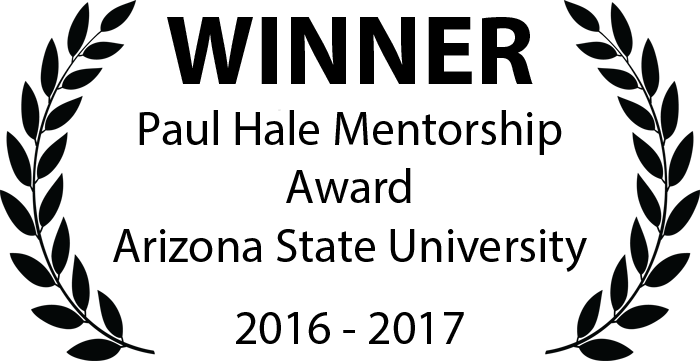 WINNER
Paul Hale Mentorship
Award
Arizona State University
2016 - 2017